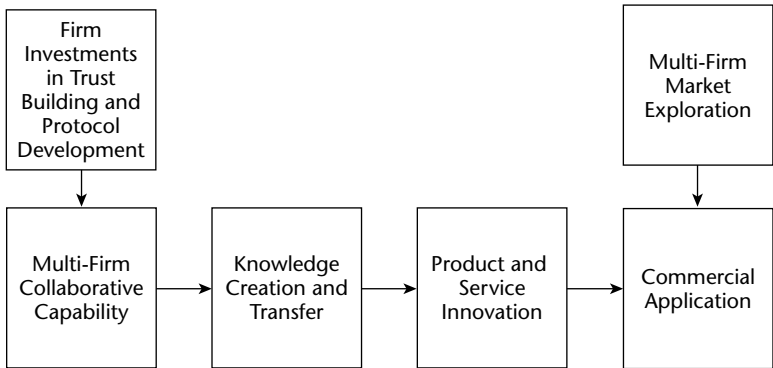 Firm
Investments
in Trust
Building and
Protocol
Development
Multi-Firm
Market
Exploration
Multi-Firm
Collaborative
Capability
Knowledge
Creation and
Transfer
Product and
Service
Innovation
Commercial
Application